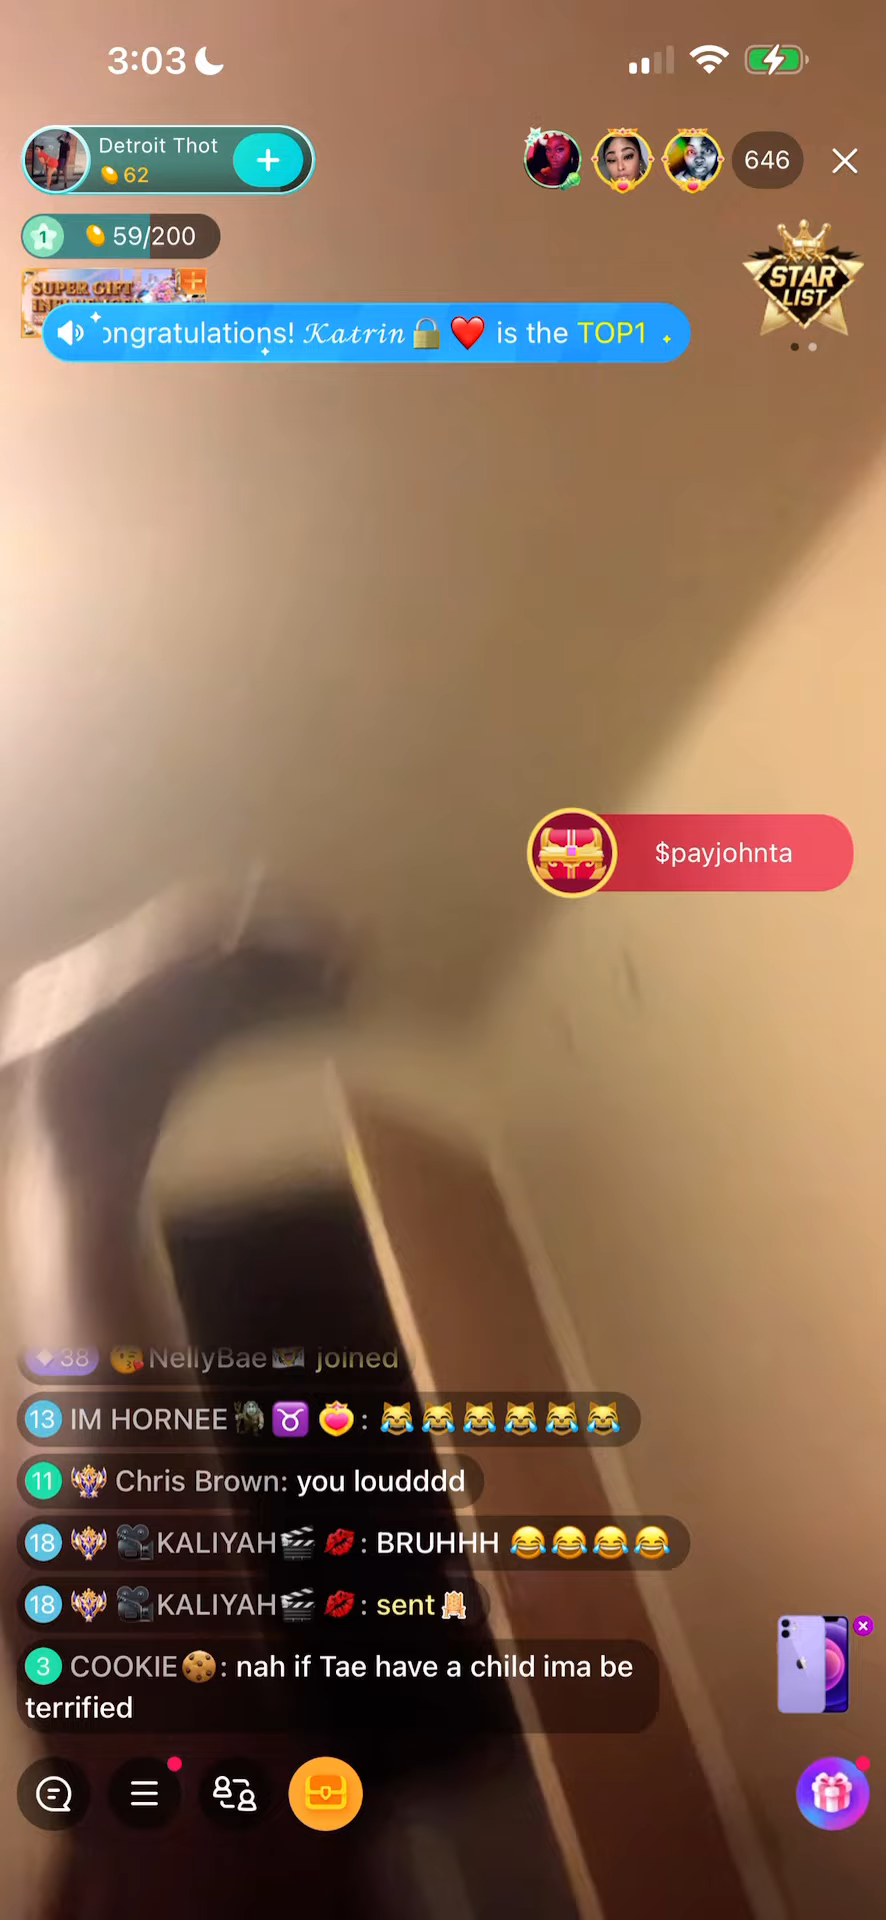 3:03
Detroit Thot
62
646
1 59/200
SUPER GIFT
STAR
LIST
ongratulations! Katrin🔒❤️ is the TOP1
$payjohnta
38 😘NellyBae joined
13 IM HORNEE♉: 😹😹😹😹😹😹
11 Chris Brown: you loudddd
18 🎥KALIYAH🎬💋: BRUHHH 😂😂😂😂
18 🎥KALIYAH🎬💋: sent
3 COOKIE🍪: nah if Tae have a child ima be
terrified